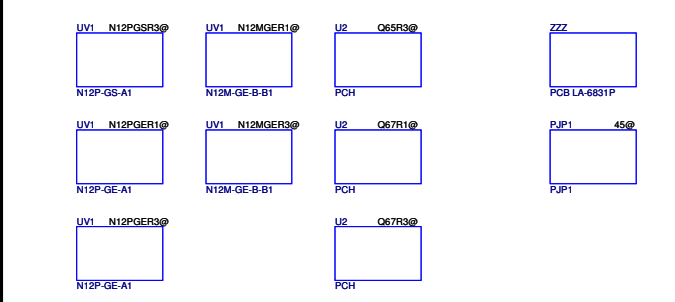 UV1 N12PGSR3@ UV1 N12MGER1@ U2 Q65R3@ ZZZ
N12P-GS-A1 N12M-GE-B-B1 PCH PCB LA-6831P
UV1 N12PGER1@ UV1 N12MGER3@ U2 Q67R1@ PJP1 45@
N12P-GE-A1 N12M-GE-B-B1 PCH PJP1
UV1 N12PGER3@ U2 Q67R3@
N12P-GE-A1 PCH